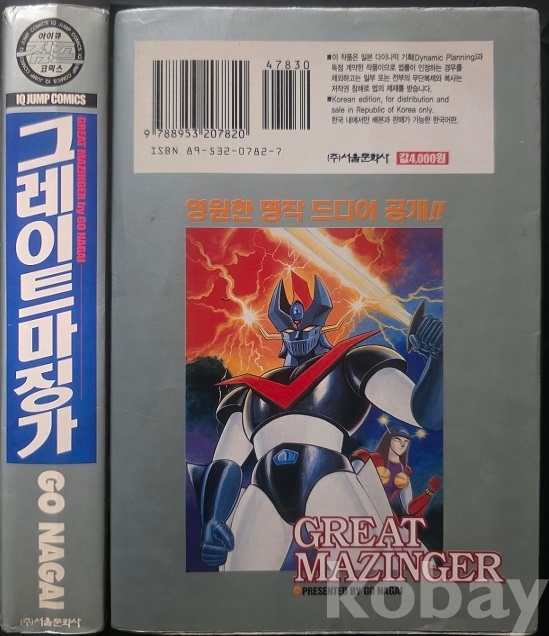 IQ JUMP COMICS
아이큐
점프
코믹스
IQ JUMP COMICS
GREAT MAZINGER by GO NAGAI
그레이트마징가
GO NAGAI
(주)서울문화사
47830
9 788953 207820
ISBN 89-532-0782-7
■이 작품은 일본 다이나믹 기획(Dynamic Planning)과
독점 계약한 작품이므로 법률이 인정하는 경우를
제외하고는 일부 또는 전부의 무단복제와 복사는
저작권 침해로 법의 제재를 받습니다.
■Korean edition, for distribution and
sale in Republic of Korea only.
한국 내에서만 배본과 판매가 가능한 한국어판.
(주)서울문화사 값4,000원
영원한 명작 드디어 공개!!
GREAT
MAZINGER
●PRESENTED BY GO NAGAI
kobay